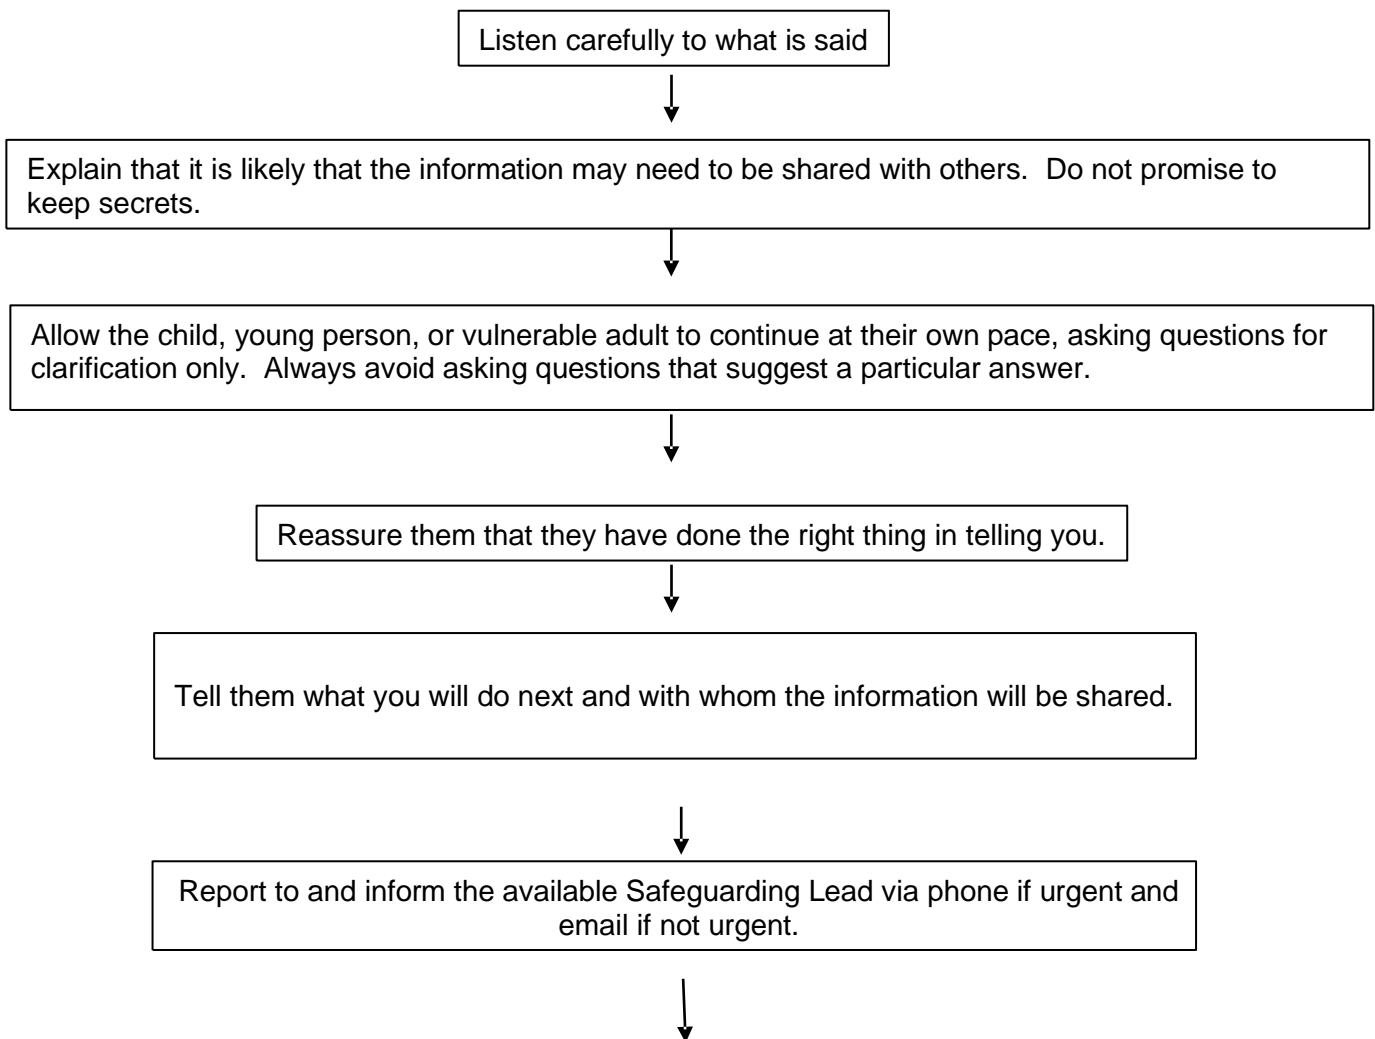 Listen carefully to what is said
Explain that it is likely that the information may need to be shared with others.  Do not promise to
keep secrets.
Allow the child, young person, or vulnerable adult to continue at their own pace, asking questions for
clarification only.  Always avoid asking questions that suggest a particular answer.
Reassure them that they have done the right thing in telling you.
Tell them what you will do next and with whom the information will be shared.
Report to and inform the available Safeguarding Lead via phone if urgent and
email if not urgent.